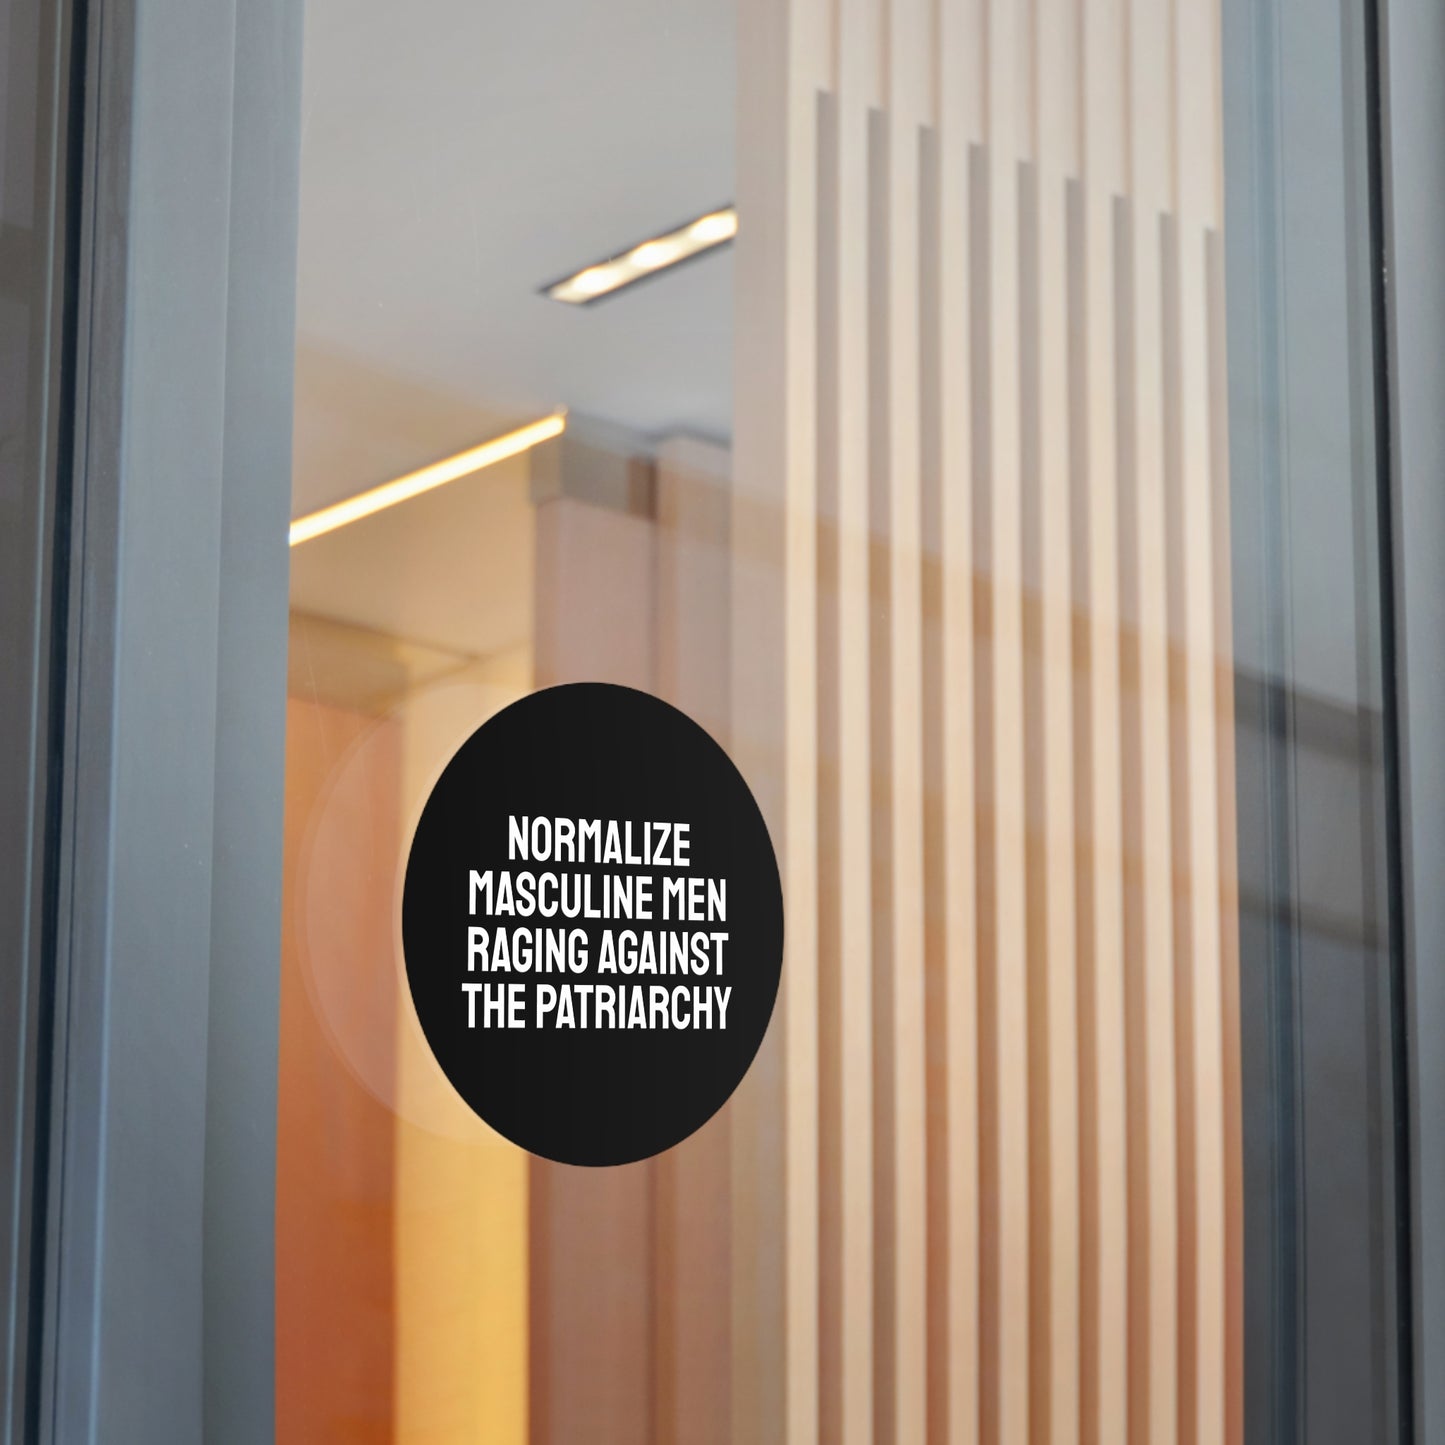 NORMALIZE
MASCULINE MEN
RAGING AGAINST
THE PATRIARCHY